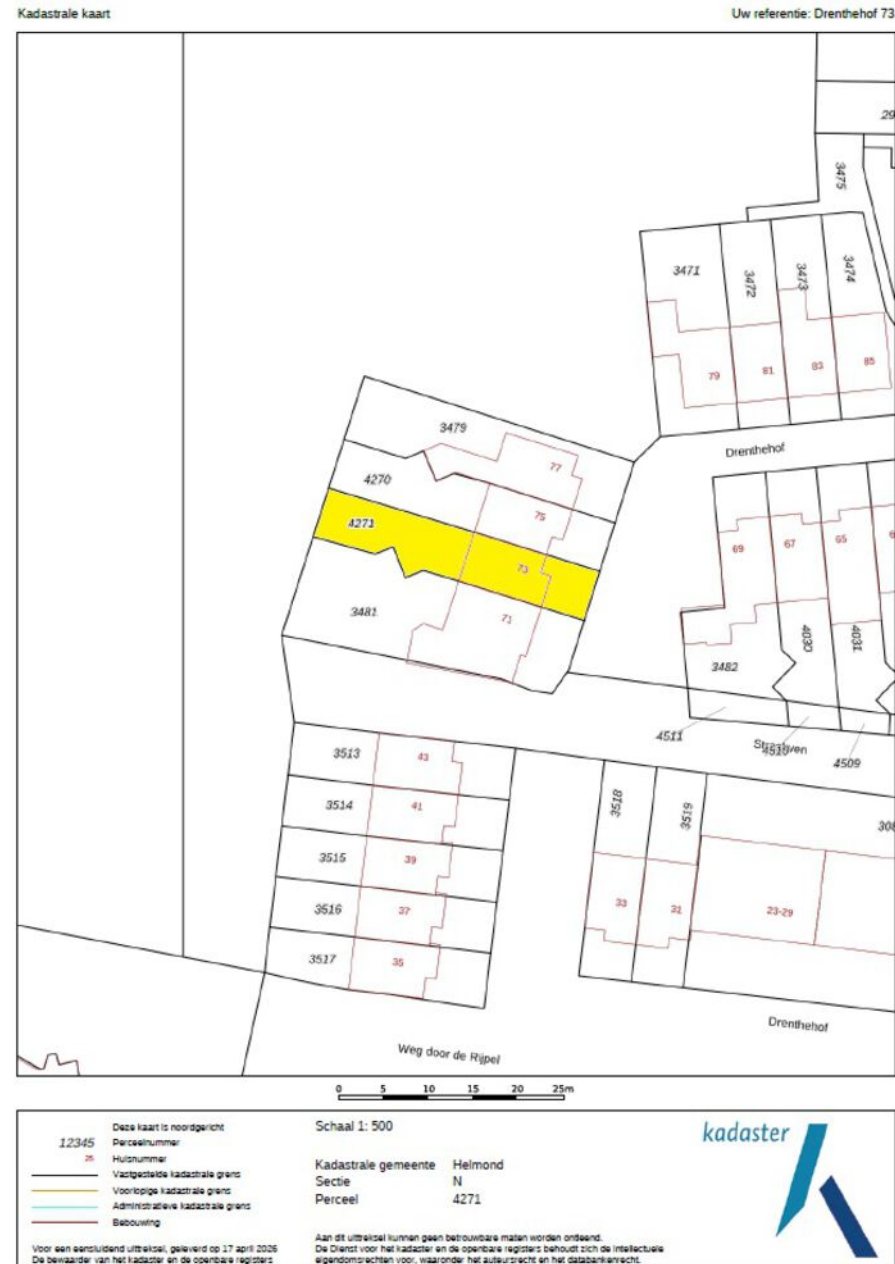 Kadastrale kaart
Uw referentie: Drenthehof 73
29
3475
3471
3472
3473
3474
79
81
83
85
Drenthehof
3479
77
4270
75
4271
73
3481
71
69
67
65
6
4030
4031
3482
4511
4509
3513
43
3514
41
3515
39
3516
37
3517
35
3518
3519
308
33
31
23-29
Drenthehof
Weg door de Rijpel
0 5 10 15 20 25m
Deze kaart is noordgericht
12345 Perceelnummer
25 Huisnummer
Vastgestelde kadastrale grens
Voorlopige kadastrale grens
Administratieve kadastrale grens
Bebouwing
Voor een eensluidend uittreksel, geleverd op 17 april 2026
De bewaarder van het kadaster en de openbare registers
Schaal 1: 500
Kadastrale gemeente Helmond
Sectie N
Perceel 4271
Aan dit uittreksel kunnen geen betrouwbare maten worden ontleend.
De Dienst voor het kadaster en de openbare registers behoudt zich de intellectuele
eigendomsrechten voor, waaronder het auteursrecht en het databankenrecht.
kadaster